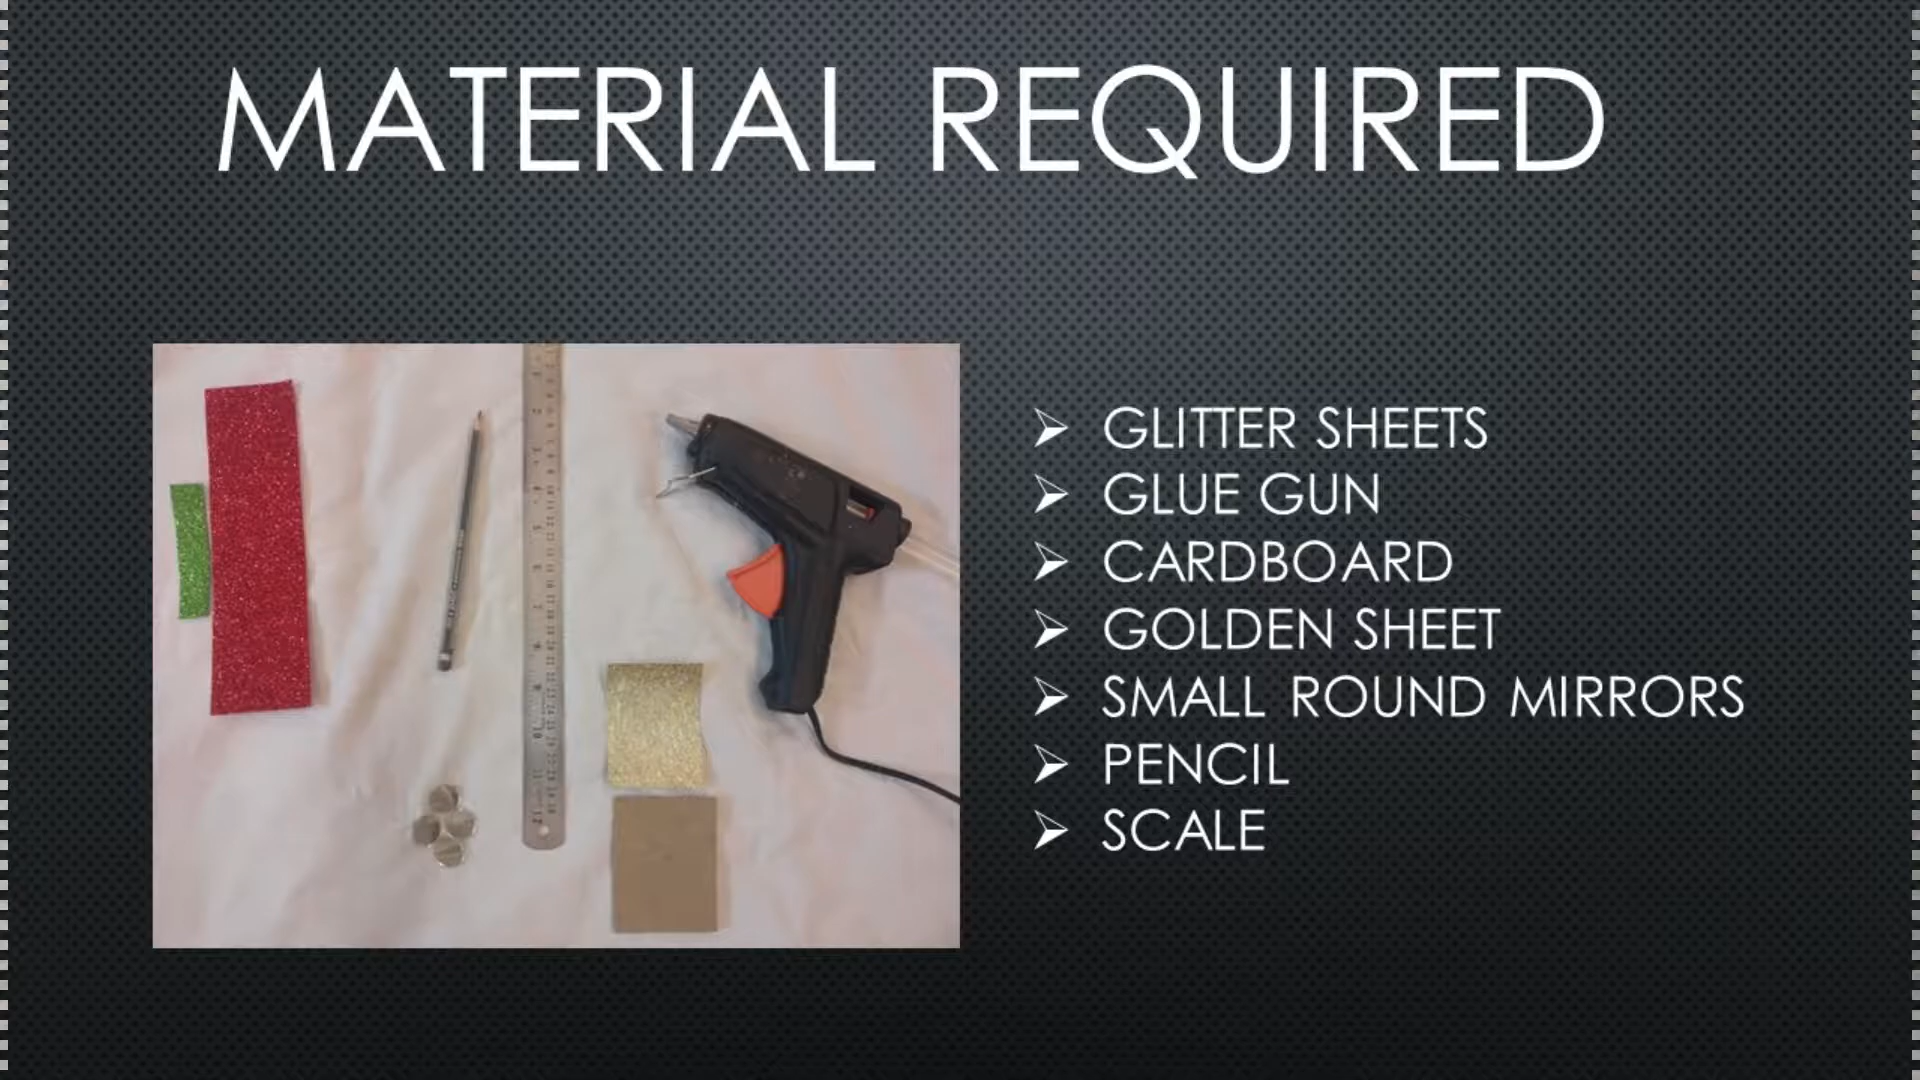 MATERIAL REQUIRED
GLITTER SHEETS
GLUE GUN
CARDBOARD
GOLDEN SHEET
SMALL ROUND MIRRORS
PENCIL
SCALE